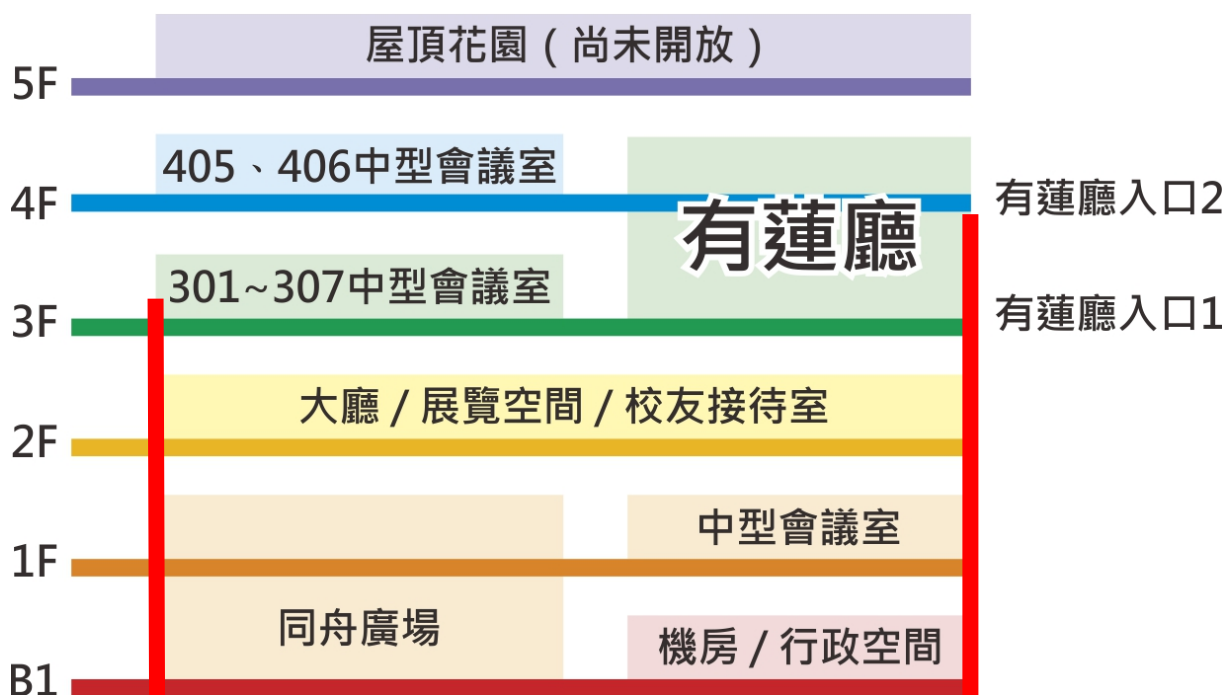 屋頂花園(尚未開放)
5F
405、406中型會議室
4F
有蓮廳
有蓮廳入口2
301~307中型會議室
3F
有蓮廳入口1
大廳 / 展覽空間 / 校友接待室
2F
中型會議室
1F
同舟廣場
機房 / 行政空間
B1